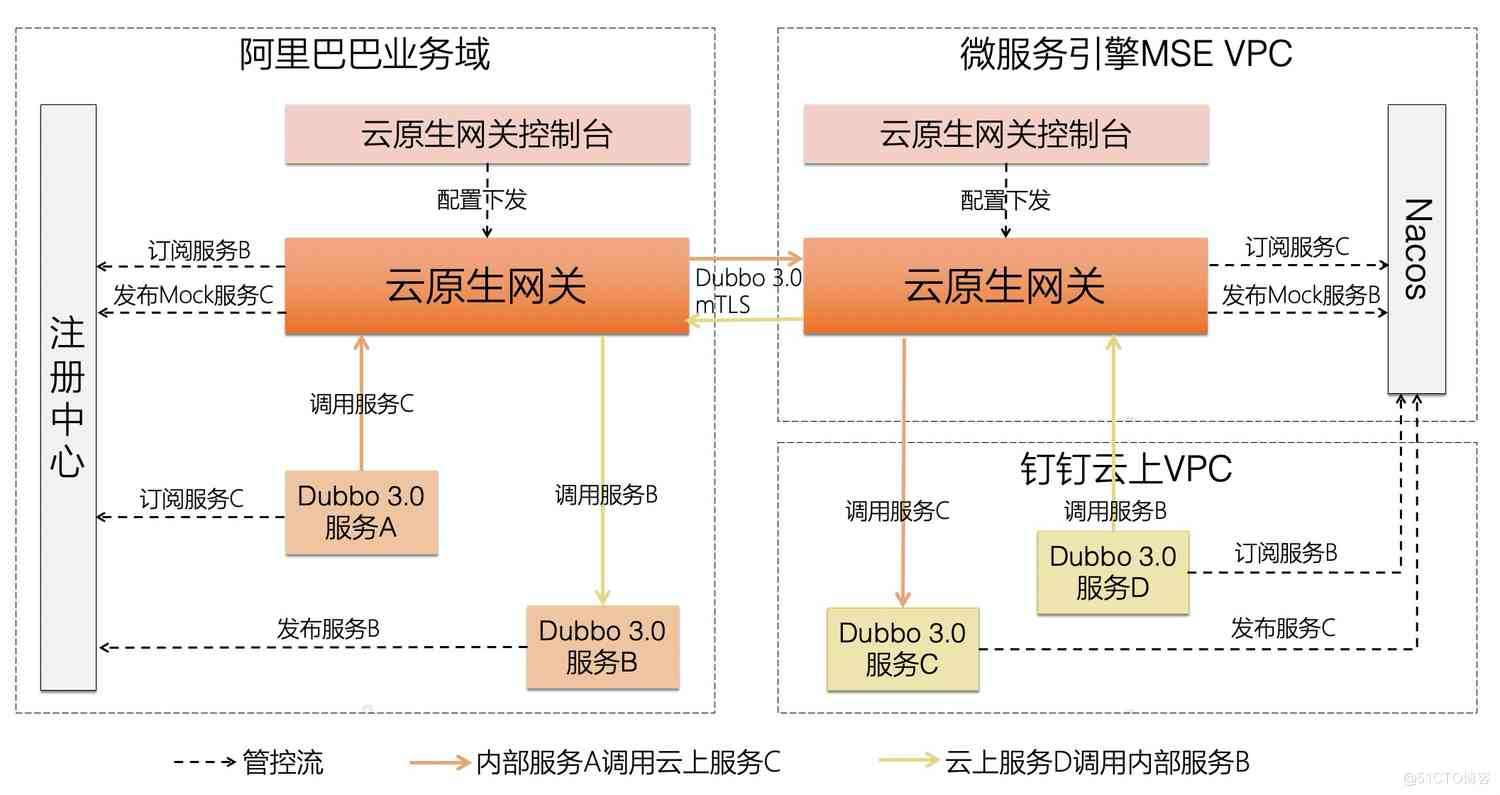 阿里巴巴业务域
微服务引擎MSE VPC
云原生网关控制台
云原生网关控制台
配置下发
配置下发
注册中心
订阅服务B
发布Mock服务C
云原生网关
Dubbo 3.0
mTLS
云原生网关
订阅服务C
发布Mock服务B
Nacos
调用服务C
调用服务B
订阅服务C
Dubbo 3.0
服务A
发布服务B
Dubbo 3.0
服务B
钉钉云上VPC
调用服务C
调用服务B
Dubbo 3.0
服务D
订阅服务B
Dubbo 3.0
服务C
发布服务C
管控流
内部服务A调用云上服务C
云上服务D调用内部服务B
@51CTO博客